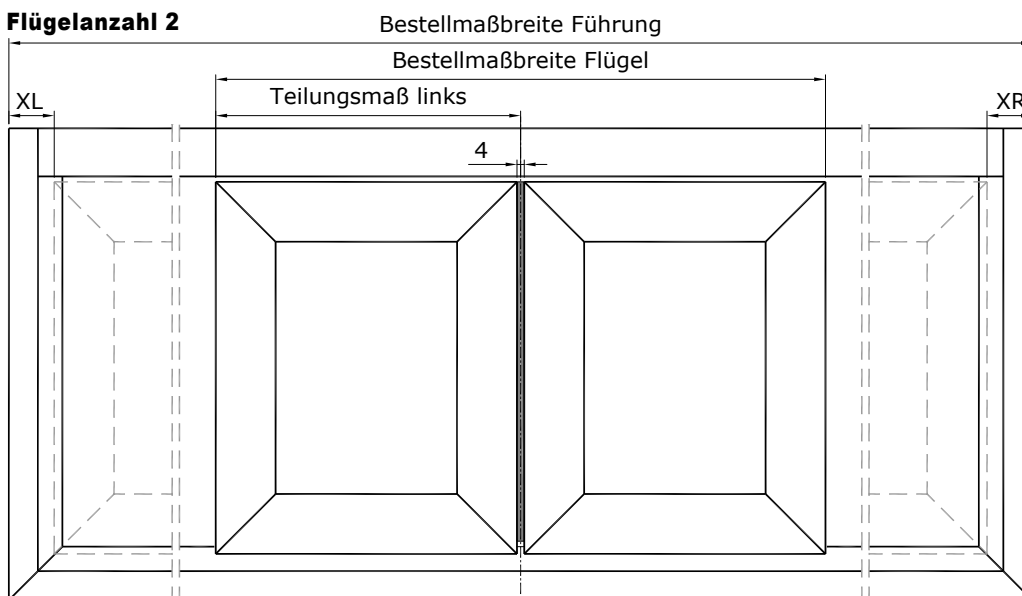 Flügelanzahl 2
Bestellmaßbreite Führung
Bestellmaßbreite Flügel
Teilungsmaß links
XL
XR
4